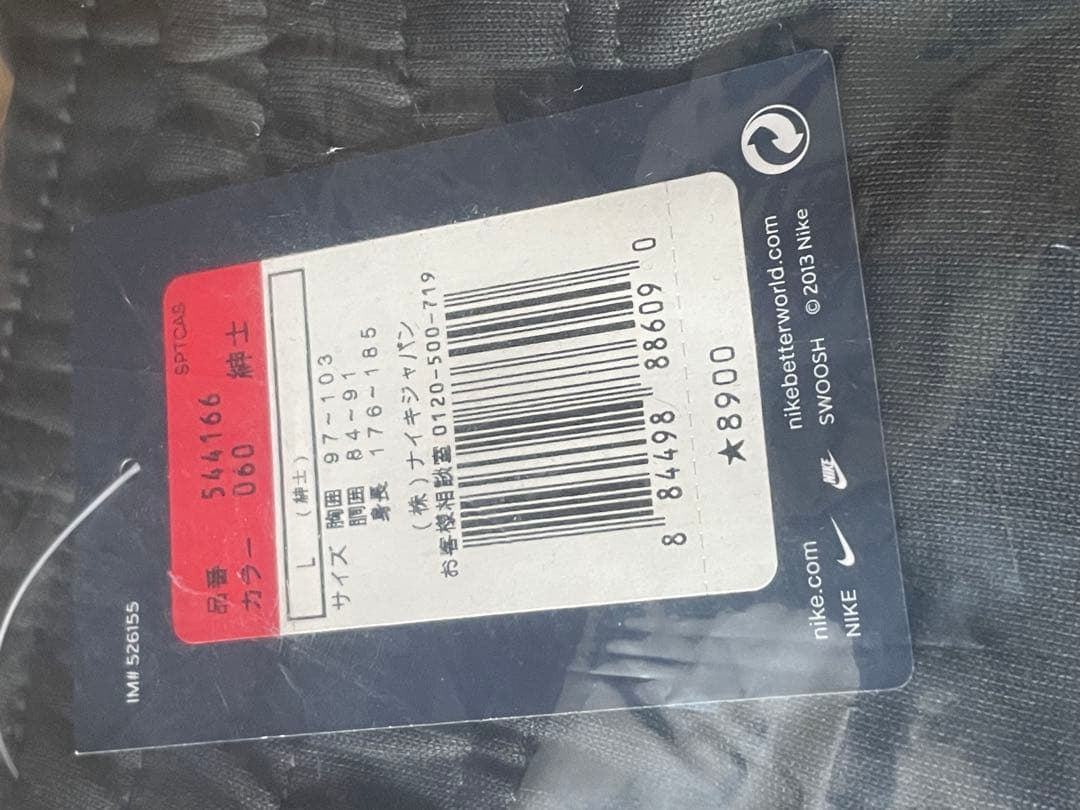 IM# 526155
SPTCAS
品番 544166
カラー 060 紳士
L (紳士)
サイズ 胸囲 97~103
胴囲 84~91
身長 176~185
(株)ナイキジャパン
お客様相談室 0120-500-719
8 84498 88609 0
★8900
nike.com nikebetterworld.com
NIKE NIKE SWOOSH © 2013 Nike